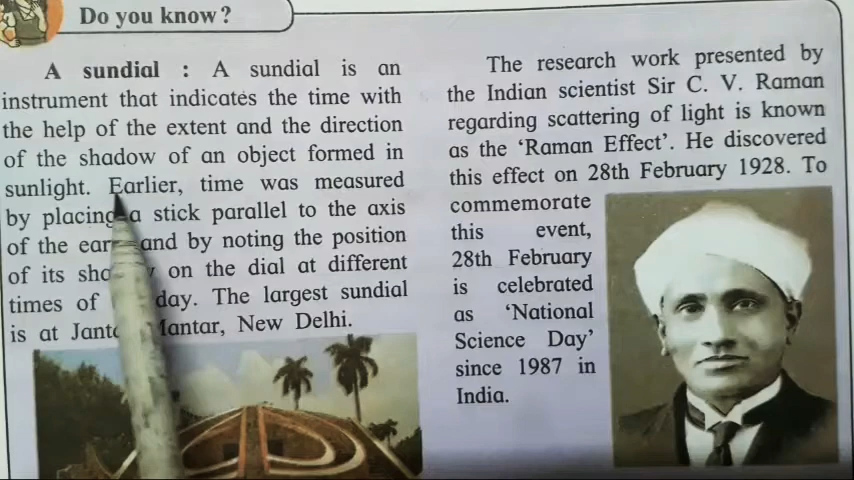 Do you know?
A sundial : A sundial is an
instrument that indicates the time with
the help of the extent and the direction
of the shadow of an object formed in
sunlight. Earlier, time was measured
by placing a stick parallel to the axis
of the and by noting the position
of its on the dial at different
times of day. The largest sundial
is at Mantar, New Delhi.
The research work presented by
the Indian scientist Sir C. V. Raman
regarding scattering of light is known
as the ‘Raman Effect’. He discovered
this effect on 28th February 1928. To
commemorate
this event,
28th February
is celebrated
as ‘National
Science Day’
since 1987 in
India.